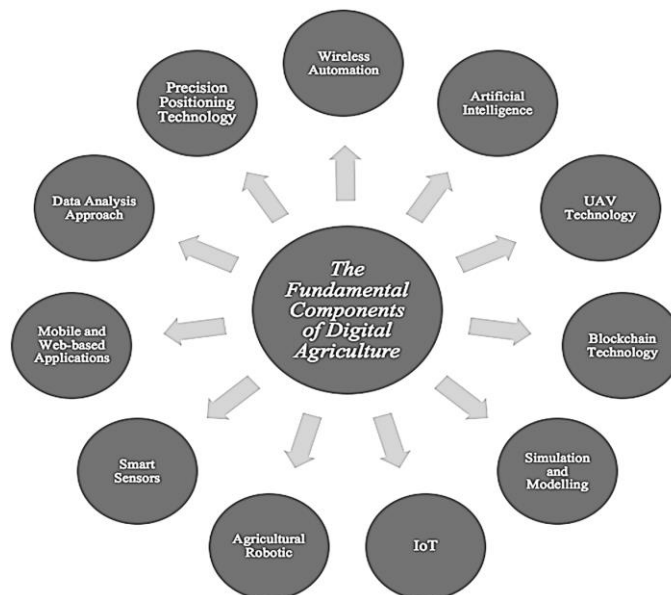 Wireless
Automation
Artificial
Intelligence
UAV
Technology
Blockchain
Technology
Simulation
and
Modelling
IoT
Agricultural
Robotic
Smart
Sensors
Mobile and
Web-based
Applications
Data Analysis
Approach
Precision
Positioning
Technology
The
Fundamental
Components
of Digital
Agriculture